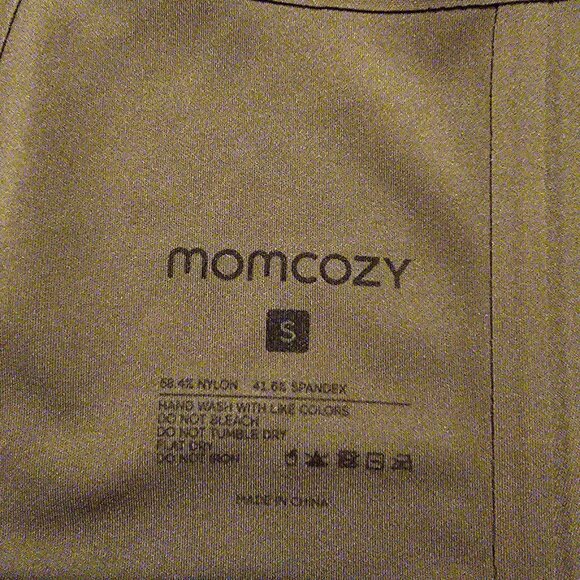 momcozy
S
58.4% NYLON 41.6% SPANDEX
HAND WASH WITH LIKE COLORS
DO NOT BLEACH
DO NOT TUMBLE DRY
FLAT DRY
DO NOT IRON
MADE IN CHINA